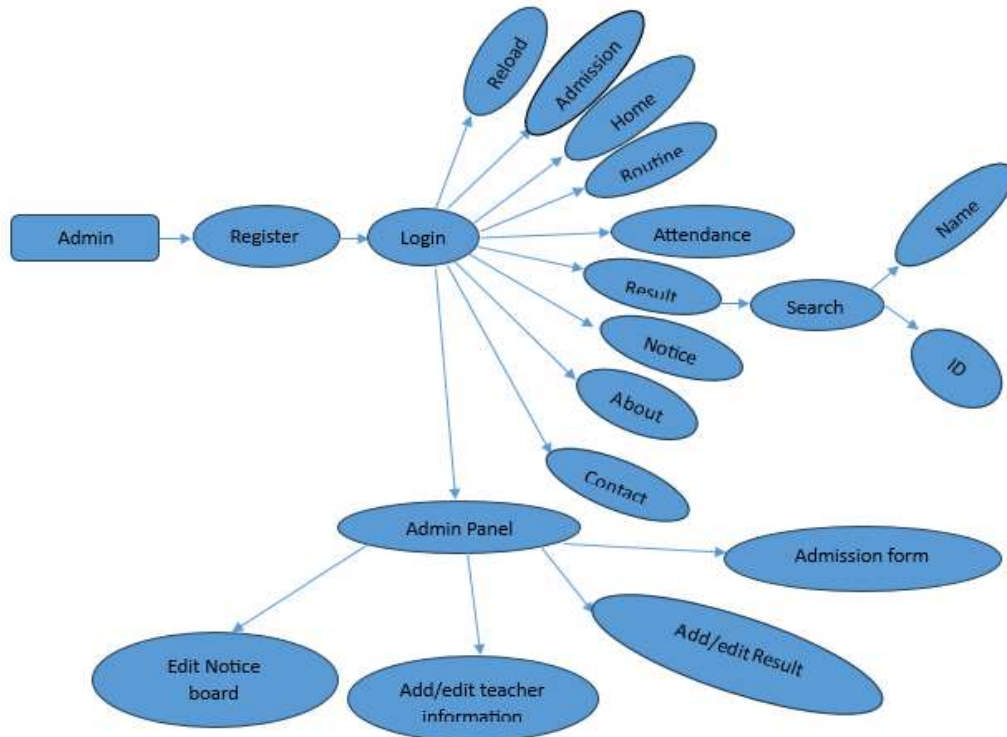 Reload
Admission
Home
Routine
Admin
Register
Login
Attendance
Name
Result
Search
Notice
ID
About
Contact
Admin Panel
Admission form
Edit Notice
board
Add/edit teacher
information
Add/edit Result